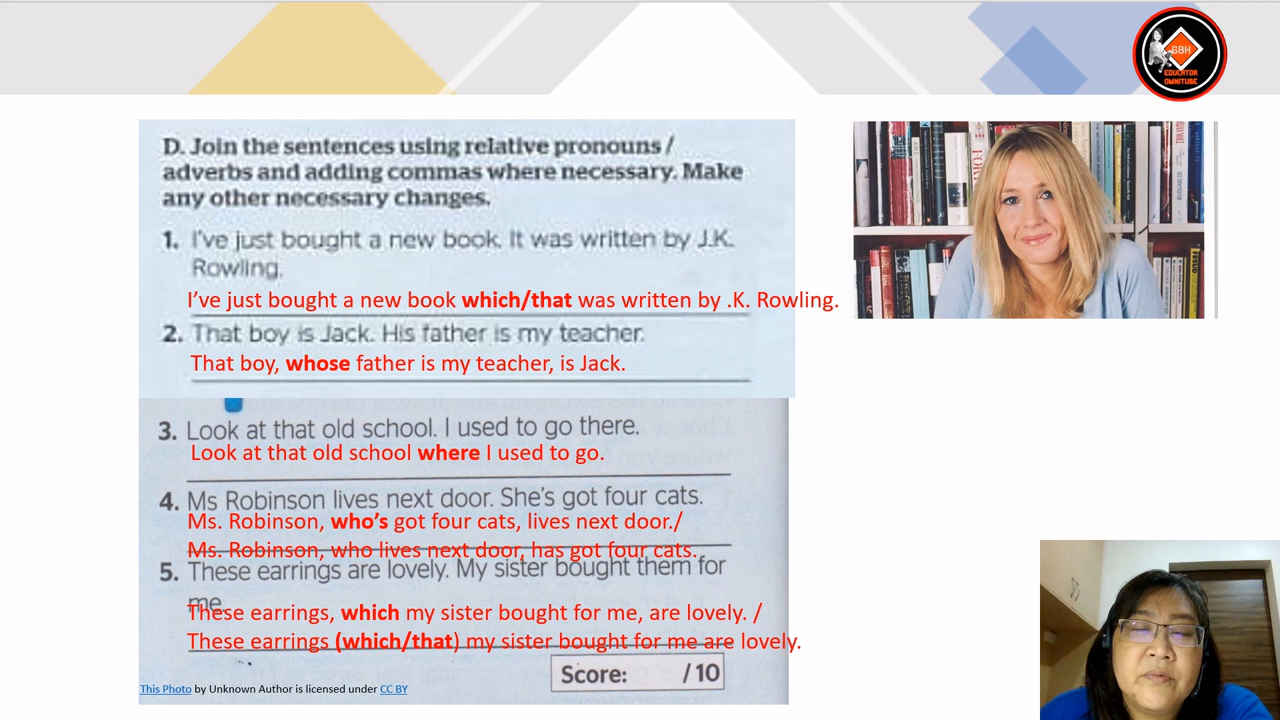 GBH
EDUCATOR
OMNITUBE
D. Join the sentences using relative pronouns /
adverbs and adding commas where necessary. Make
any other necessary changes.
1. I've just bought a new book. It was written by J.K.
Rowling.
I've just bought a new book which/that was written by .K. Rowling.
2. That boy is Jack. His father is my teacher.
That boy, whose father is my teacher, is Jack.
3. Look at that old school. I used to go there.
Look at that old school where I used to go.
4. Ms Robinson lives next door. She's got four cats.
Ms. Robinson, who's got four cats, lives next door./
Ms. Robinson, who lives next door, has got four cats.
5. These earrings are lovely. My sister bought them for
me.
These earrings, which my sister bought for me, are lovely. /
These earrings (which/that) my sister bought for me are lovely.
Score: /10
This Photo by Unknown Author is licensed under CC BY